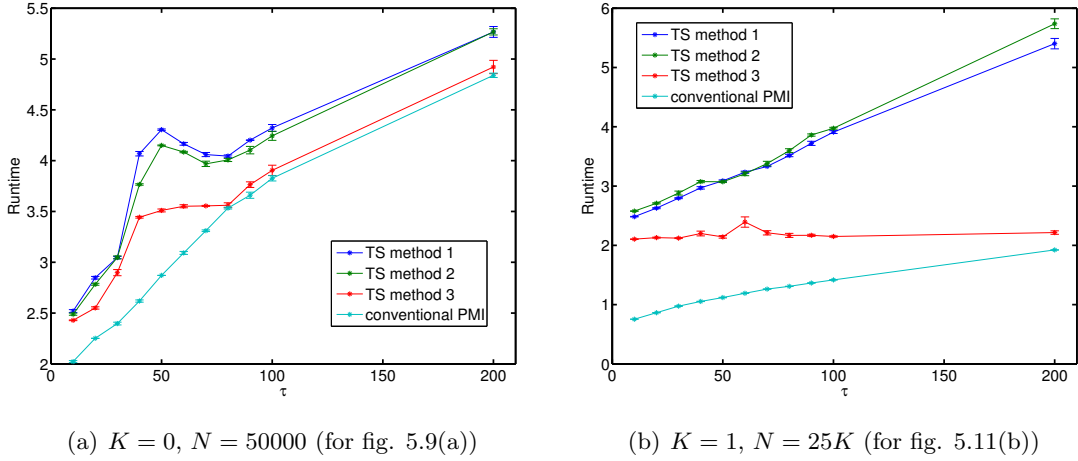 5.5
5
4.5
4
3.5
3
2.5
2
Runtime
0 50 100 150 200
τ
TS method 1
TS method 2
TS method 3
conventional PMI
(a) K = 0, N = 50000 (for fig. 5.9(a))
6
5
4
3
2
1
0
Runtime
0 50 100 150 200
τ
TS method 1
TS method 2
TS method 3
conventional PMI
(b) K = 1, N = 25K (for fig. 5.11(b))